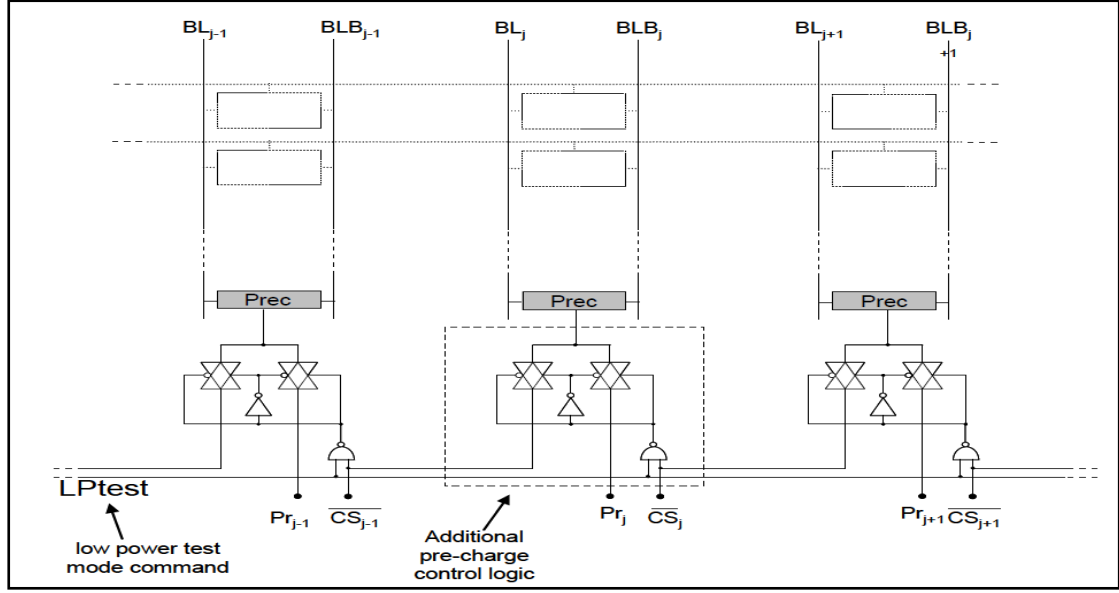 BLj-1 BLBj-1 BLj BLBj BLj+1 BLBj
+1
Prec Prec Prec
LPtest
Prj-1 CSj-1 Prj CSj Prj+1 CSj+1
low power test
mode command
Additional
pre-charge
control logic